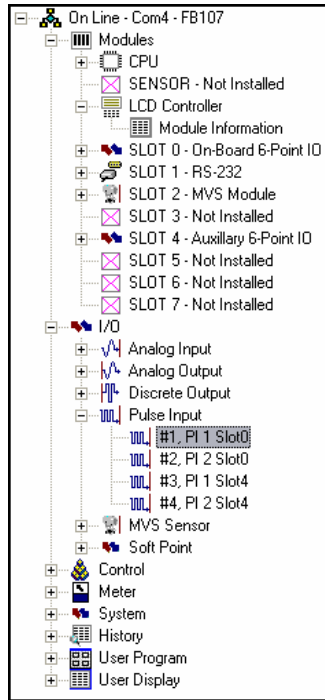 On Line - Com4 - FB107
Modules
CPU
SENSOR - Not Installed
LCD Controller
Module Information
SLOT 0 - On-Board 6-Point IO
SLOT 1 - RS-232
SLOT 2 - MVS Module
SLOT 3 - Not Installed
SLOT 4 - Auxillary 6-Point IO
SLOT 5 - Not Installed
SLOT 6 - Not Installed
SLOT 7 - Not Installed
I/O
Analog Input
Analog Output
Discrete Output
Pulse Input
#1, PI 1 Slot0
#2, PI 2 Slot0
#3, PI 1 Slot4
#4, PI 2 Slot4
MVS Sensor
Soft Point
Control
Meter
System
History
User Program
User Display